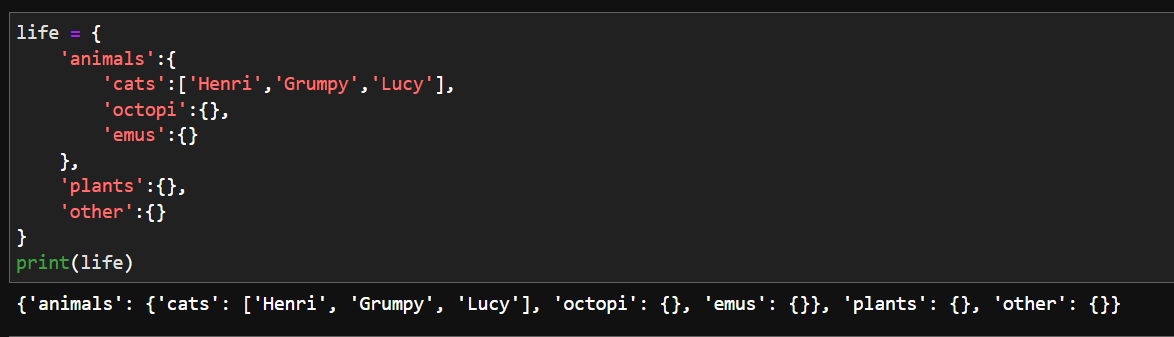 life = {
    'animals':{
        'cats':['Henri','Grumpy','Lucy'],
        'octopi':{},
        'emus':{}
    },
    'plants':{},
    'other':{}
}
print(life)
{'animals': {'cats': ['Henri', 'Grumpy', 'Lucy'], 'octopi': {}, 'emus': {}}, 'plants': {}, 'other': {}}